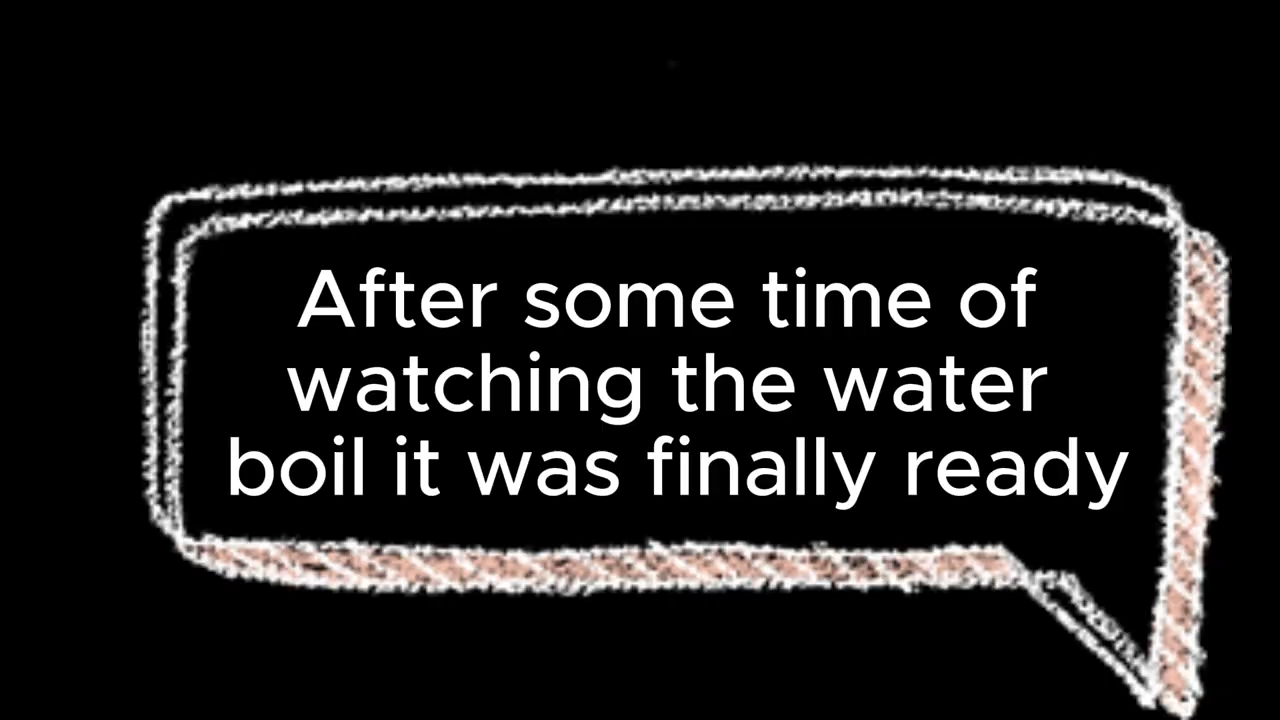 After some time of
watching the water
boil it was finally ready